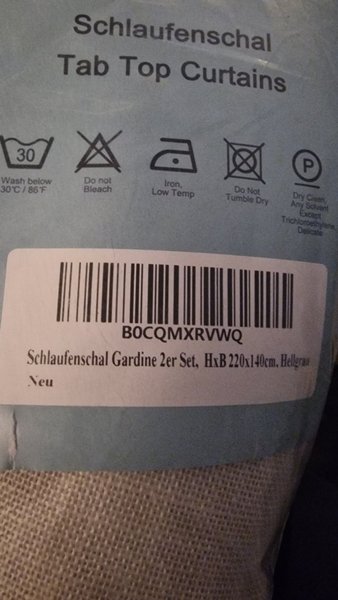 Schlaufenschal
Tab Top Curtains
30
P
Wash below
30°C / 86°F
Do not
Bleach
Iron,
Low Temp
Do Not
Tumble Dry
Dry Clean,
Any Solvent
Except
Trichloroethylene,
Delicate
B0CQMXRVWQ
Schlaufenschal Gardine 2er Set, HxB 220x140cm, Hellgrau
Neu